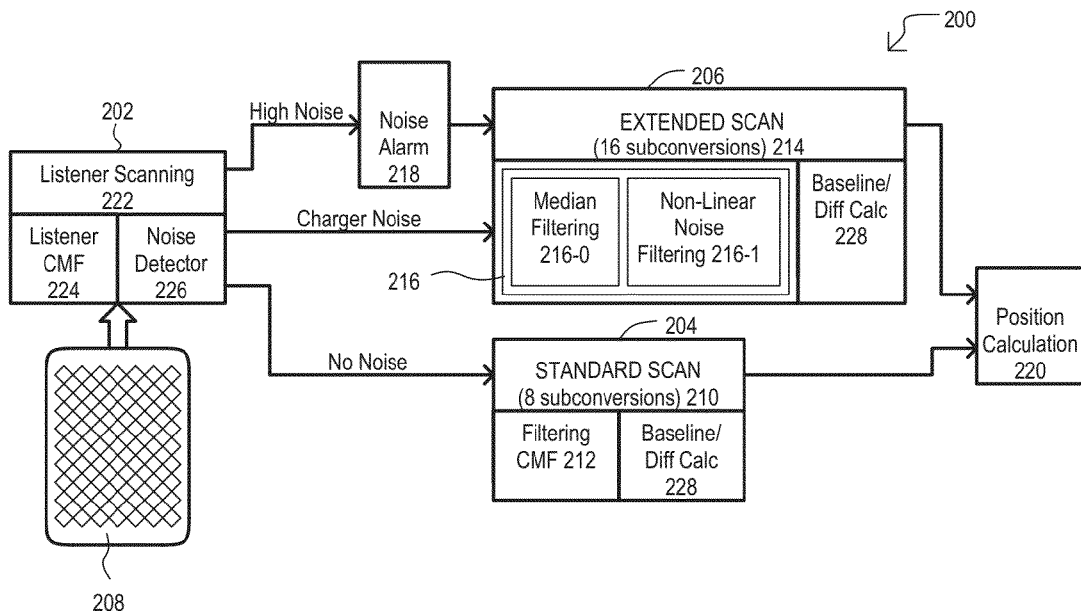 200
206
202
High Noise
Noise
Alarm
218
EXTENDED SCAN
(16 subconversions) 214
Listener Scanning
222
Listener
CMF
224
Noise
Detector
226
Charger Noise
Median
Filtering
216-0
Non-Linear
Noise
Filtering 216-1
Baseline/
Diff Calc
228
216
204
Position
Calculation
220
No Noise
STANDARD SCAN
(8 subconversions) 210
Filtering
CMF 212
Baseline/
Diff Calc
228
208